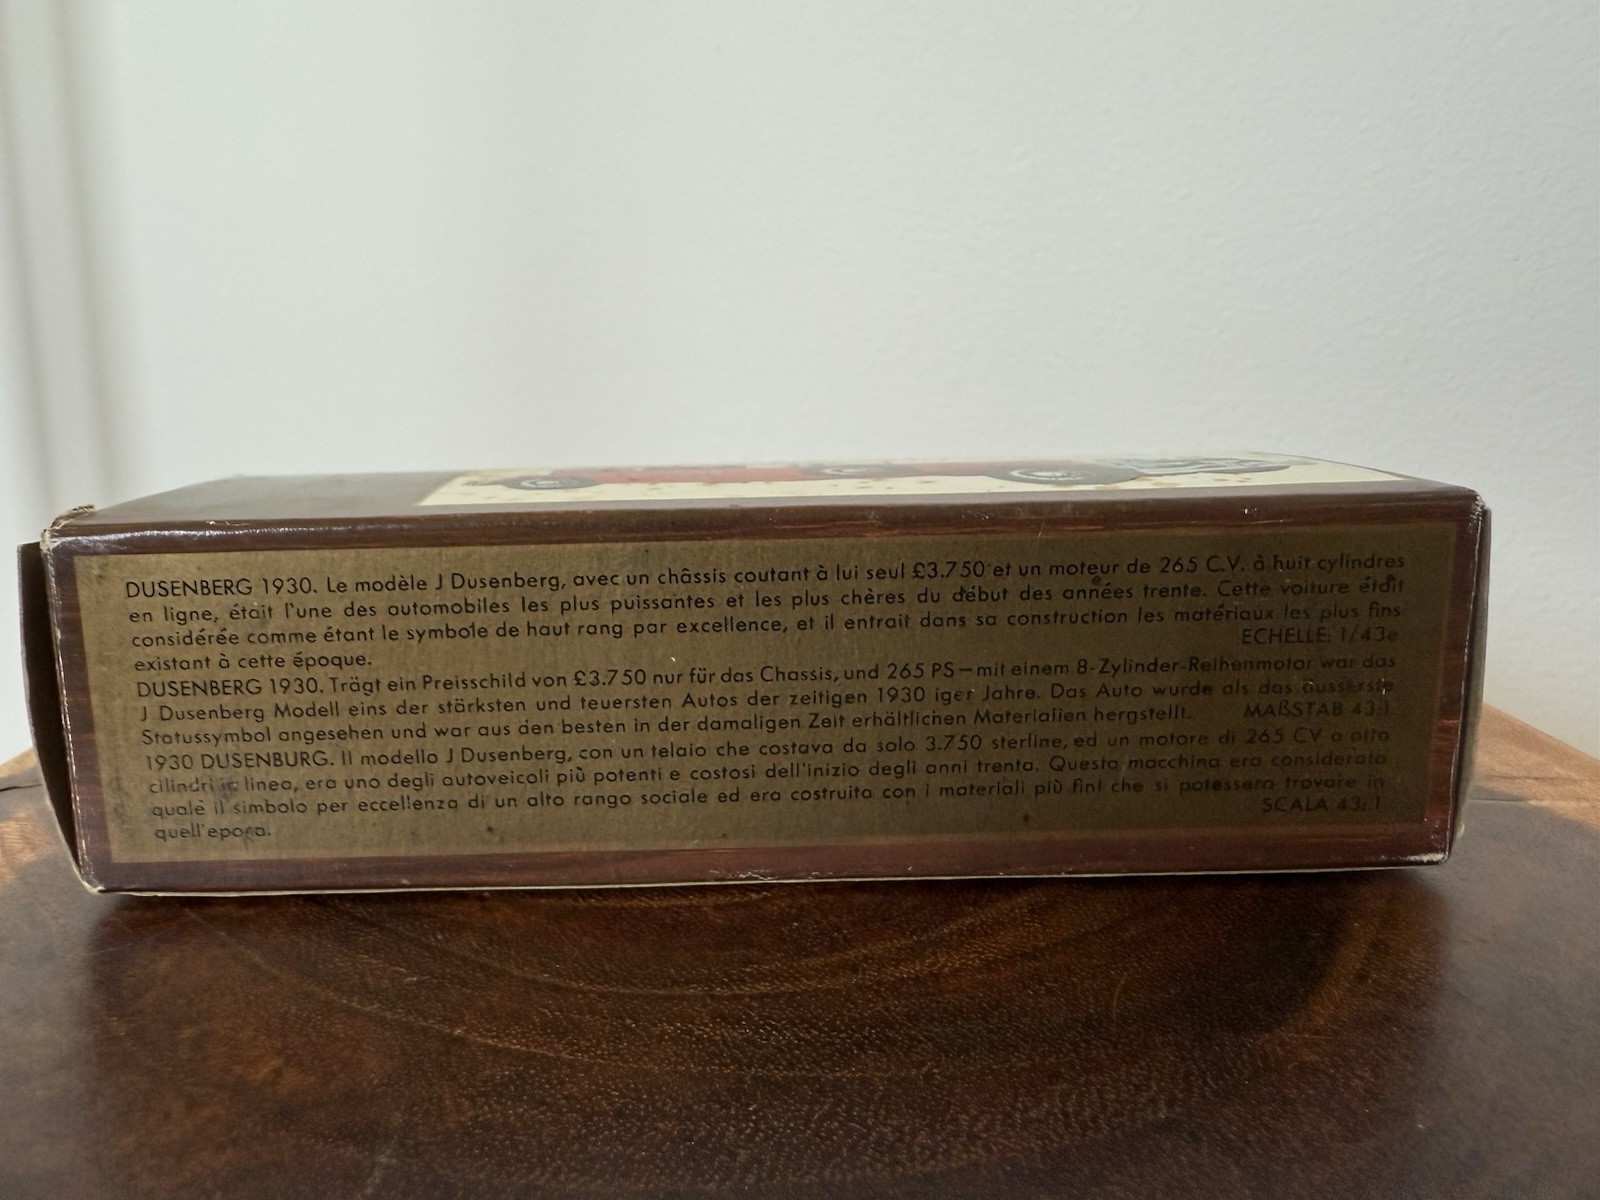 DUSENBERG 1930. Le modèle J Dusenberg, avec un châssis coutant à lui seul £3.750 et un moteur de 265 C.V. à huit cylindres
en ligne, était l'une des automobiles les plus puissantes et les plus chères du début des années trente. Cette voiture était
considérée comme étant le symbole de haut rang par excellence, et il entrait dans sa construction les matériaux les plus fins
existant à cette époque. ECHELLE: 1/43e
DUSENBERG 1930. Trägt ein Preisschild von £3.750 nur für das Chassis, und 265 PS—mit einem 8-Zylinder-Reihenmotor war das
J Dusenberg Modell eins der stärksten und teuersten Autos der zeitigen 1930 iger Jahre. Das Auto wurde als das äusserste
Statussymbol angesehen und war aus den besten in der damaligen Zeit erhältlichen Materialien hergstellt. MAßSTAB 43:1
1930 DUSENBURG. Il modello J Dusenberg, con un telaio che costava da solo 3.750 sterline, ed un motore di 265 CV a otto
cilindri in linea, era uno degli autoveicoli più potenti e costosi dell'inizio degli anni trenta. Questa macchina era considerata
quale il simbolo per eccellenza di un alto rango sociale ed era costruita con i materiali più fini che si potessero trovare in
quell'epoca. SCALA 43:1